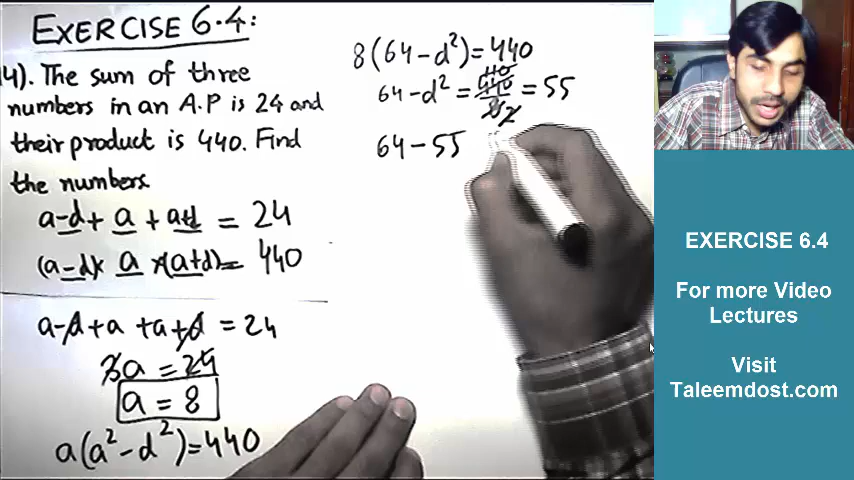 EXERCISE 6.4:
4). The sum of three
numbers in an A.P is 24 and
their product is 440. Find
the numbers.
a-d + a + a+d = 24
(a-d)× a ×(a+d)= 440
a-d+a +a+d = 24
3a = 24
a = 8
a(a²-d²)=440
8(64-d²)=440
64-d² = 440/8 = 55
64-55
EXERCISE 6.4
For more Video
Lectures
Visit
Taleemdost.com